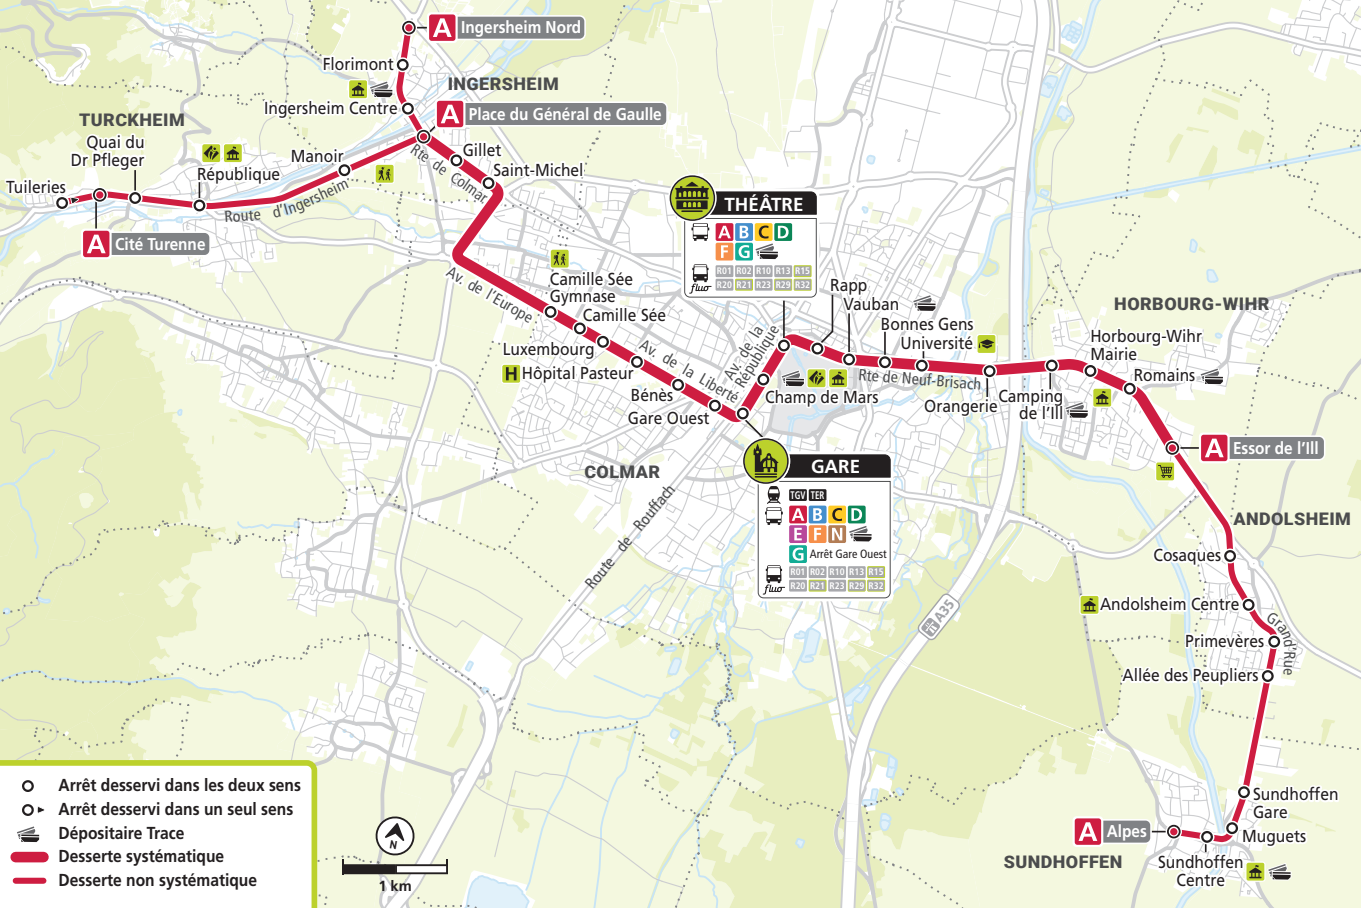 A Ingersheim Nord
Florimont
INGERSHEIM
Ingersheim Centre
A Place du Général de Gaulle
TURCKHEIM
Quai du
Dr Pfleger
Manoir
Gillet
Saint-Michel
République
Tuileries
Rte de Colmar
Route d'Ingersheim
A Cité Turenne
THÉÂTRE
A B C D
F G
R01 R02 R10 R13 R15
fluo R20 R21 R23 R29 R32
Av. de l'Europe
Camille Sée
Gymnase
Camille Sée
Luxembourg
H Hôpital Pasteur
Bénès
Gare Ouest
Av. de la Liberté
Av. de la
République
Champ de Mars
Rapp
Vauban
Bonnes Gens
Université
Rte de Neuf-Brisach
Orangerie
Camping
de l'Ill
HORBOURG-WIHR
Horbourg-Wihr
Mairie
Romains
A Essor de l'Ill
COLMAR
Route de Rouffach
GARE
TGV TER
A B C D
E F N
G Arrêt Gare Ouest
R01 R02 R10 R13 R15
fluo R20 R21 R23 R29 R32
A35
ANDOLSHEIM
Cosaques
Andolsheim Centre
Grand'Rue
Primevères
Allée des Peupliers
Sundhoffen
Gare
Muguets
A Alpes
SUNDHOFFEN
Sundhoffen
Centre
Arrêt desservi dans les deux sens
Arrêt desservi dans un seul sens
Dépositaire Trace
Desserte systématique
Desserte non systématique
N
1 km